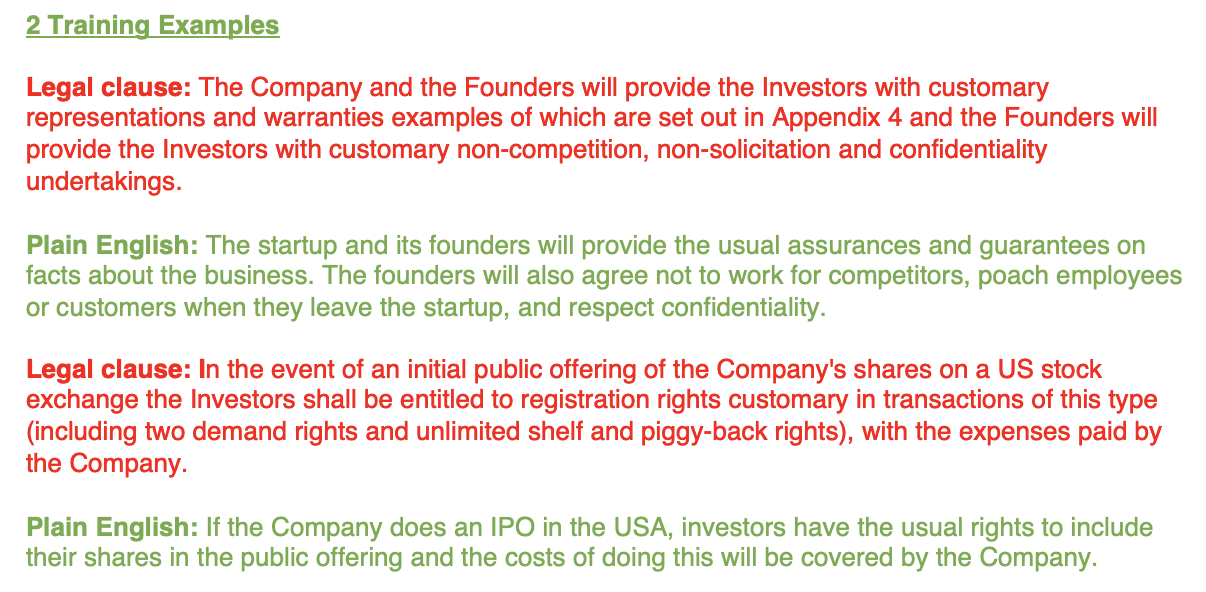 2 Training Examples
Legal clause: The Company and the Founders will provide the Investors with customary
representations and warranties examples of which are set out in Appendix 4 and the Founders will
provide the Investors with customary non-competition, non-solicitation and confidentiality
undertakings.
Plain English: The startup and its founders will provide the usual assurances and guarantees on
facts about the business. The founders will also agree not to work for competitors, poach employees
or customers when they leave the startup, and respect confidentiality.
Legal clause: In the event of an initial public offering of the Company's shares on a US stock
exchange the Investors shall be entitled to registration rights customary in transactions of this type
(including two demand rights and unlimited shelf and piggy-back rights), with the expenses paid by
the Company.
Plain English: If the Company does an IPO in the USA, investors have the usual rights to include
their shares in the public offering and the costs of doing this will be covered by the Company.